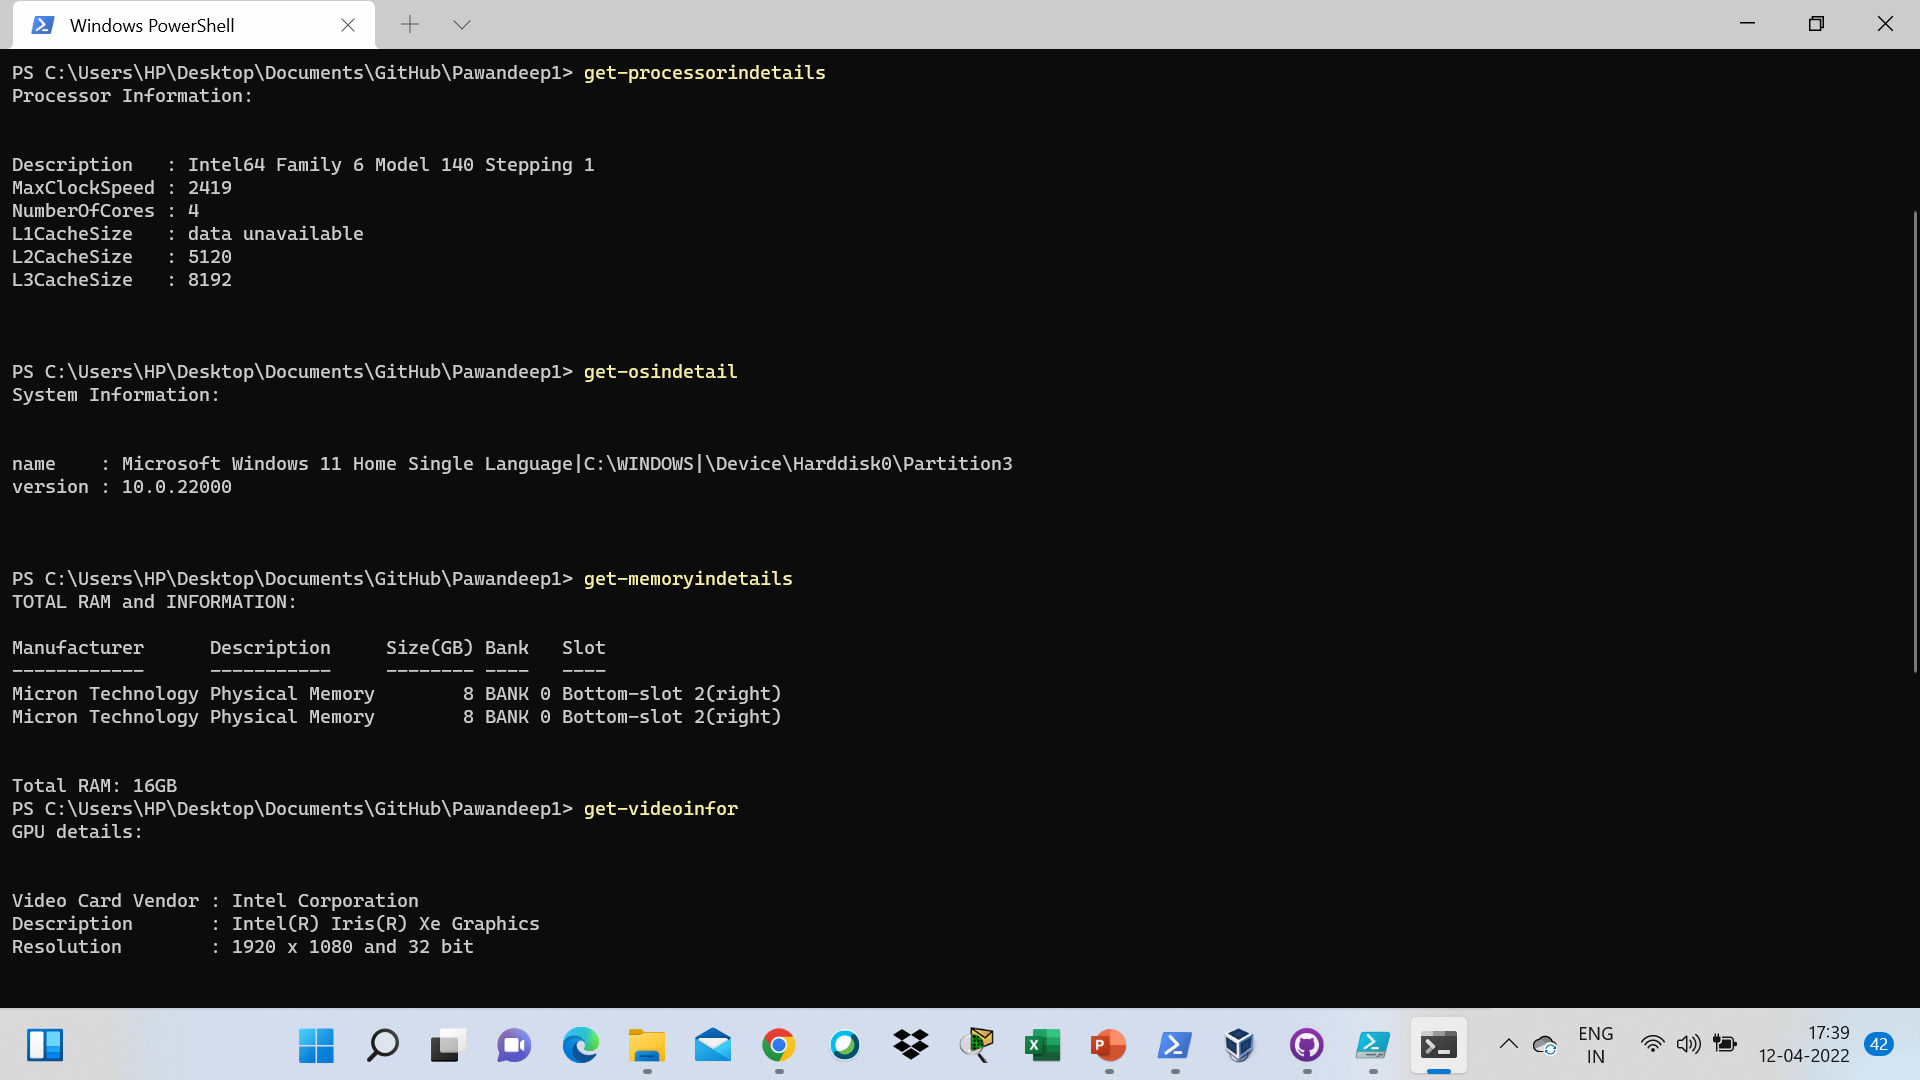 Windows PowerShell
PS C:\Users\HP\Desktop\Documents\GitHub\Pawandeep1> get-processorindetails
Processor Information:
Description   : Intel64 Family 6 Model 140 Stepping 1
MaxClockSpeed : 2419
NumberOfCores : 4
L1CacheSize   : data unavailable
L2CacheSize   : 5120
L3CacheSize   : 8192
PS C:\Users\HP\Desktop\Documents\GitHub\Pawandeep1> get-osindetail
System Information:
name    : Microsoft Windows 11 Home Single Language|C:\WINDOWS|\Device\Harddisk0\Partition3
version : 10.0.22000
PS C:\Users\HP\Desktop\Documents\GitHub\Pawandeep1> get-memoryindetails
TOTAL RAM and INFORMATION:
Manufacturer      Description     Size(GB) Bank   Slot
------------      -----------     -------- ----   ----
Micron Technology Physical Memory        8 BANK 0 Bottom-slot 2(right)
Micron Technology Physical Memory        8 BANK 0 Bottom-slot 2(right)
Total RAM: 16GB
PS C:\Users\HP\Desktop\Documents\GitHub\Pawandeep1> get-videoinfor
GPU details:
Video Card Vendor : Intel Corporation
Description       : Intel(R) Iris(R) Xe Graphics
Resolution        : 1920 x 1080 and 32 bit
ENG
IN
17:39
12-04-2022
42